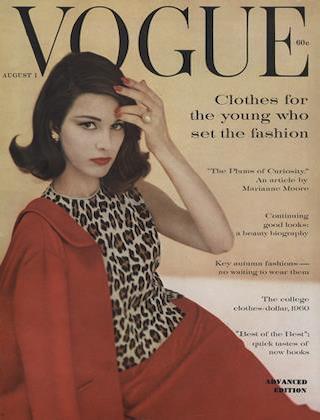 VOGUE
60c
AUGUST 1
Clothes for
the young who
set the fashion
"The Plums of Curiosity."
An article by
Marianne Moore
Continuing
good looks:
a beauty biography
Key autumn fashions—
no waiting to wear them
The college
clothes-dollar, 1960
"Best of the Best":
quick tastes of
new books
ADVANCED
EDITION